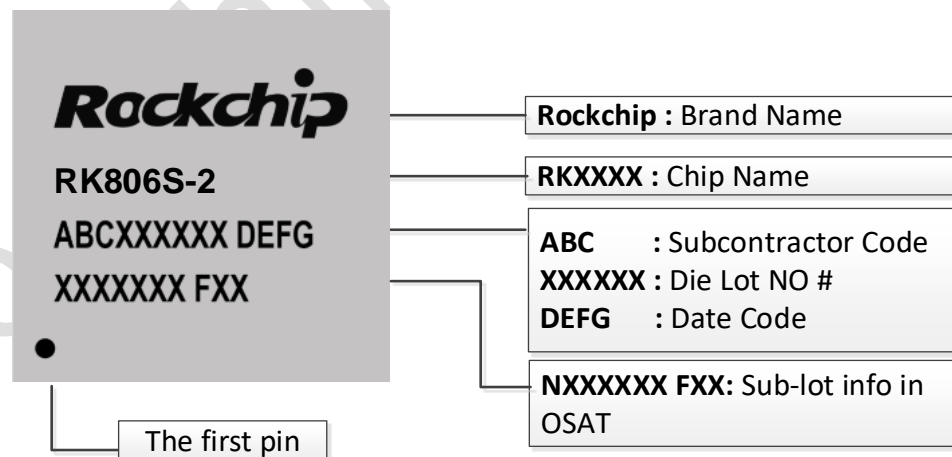 Rockchip
RK806S-2
ABCXXXXXX DEFG
XXXXXXX FXX
The first pin
Rockchip : Brand Name
RKXXXX : Chip Name
ABC : Subcontractor Code
XXXXXX : Die Lot NO #
DEFG : Date Code
NXXXXXX FXX: Sub-lot info in
OSAT